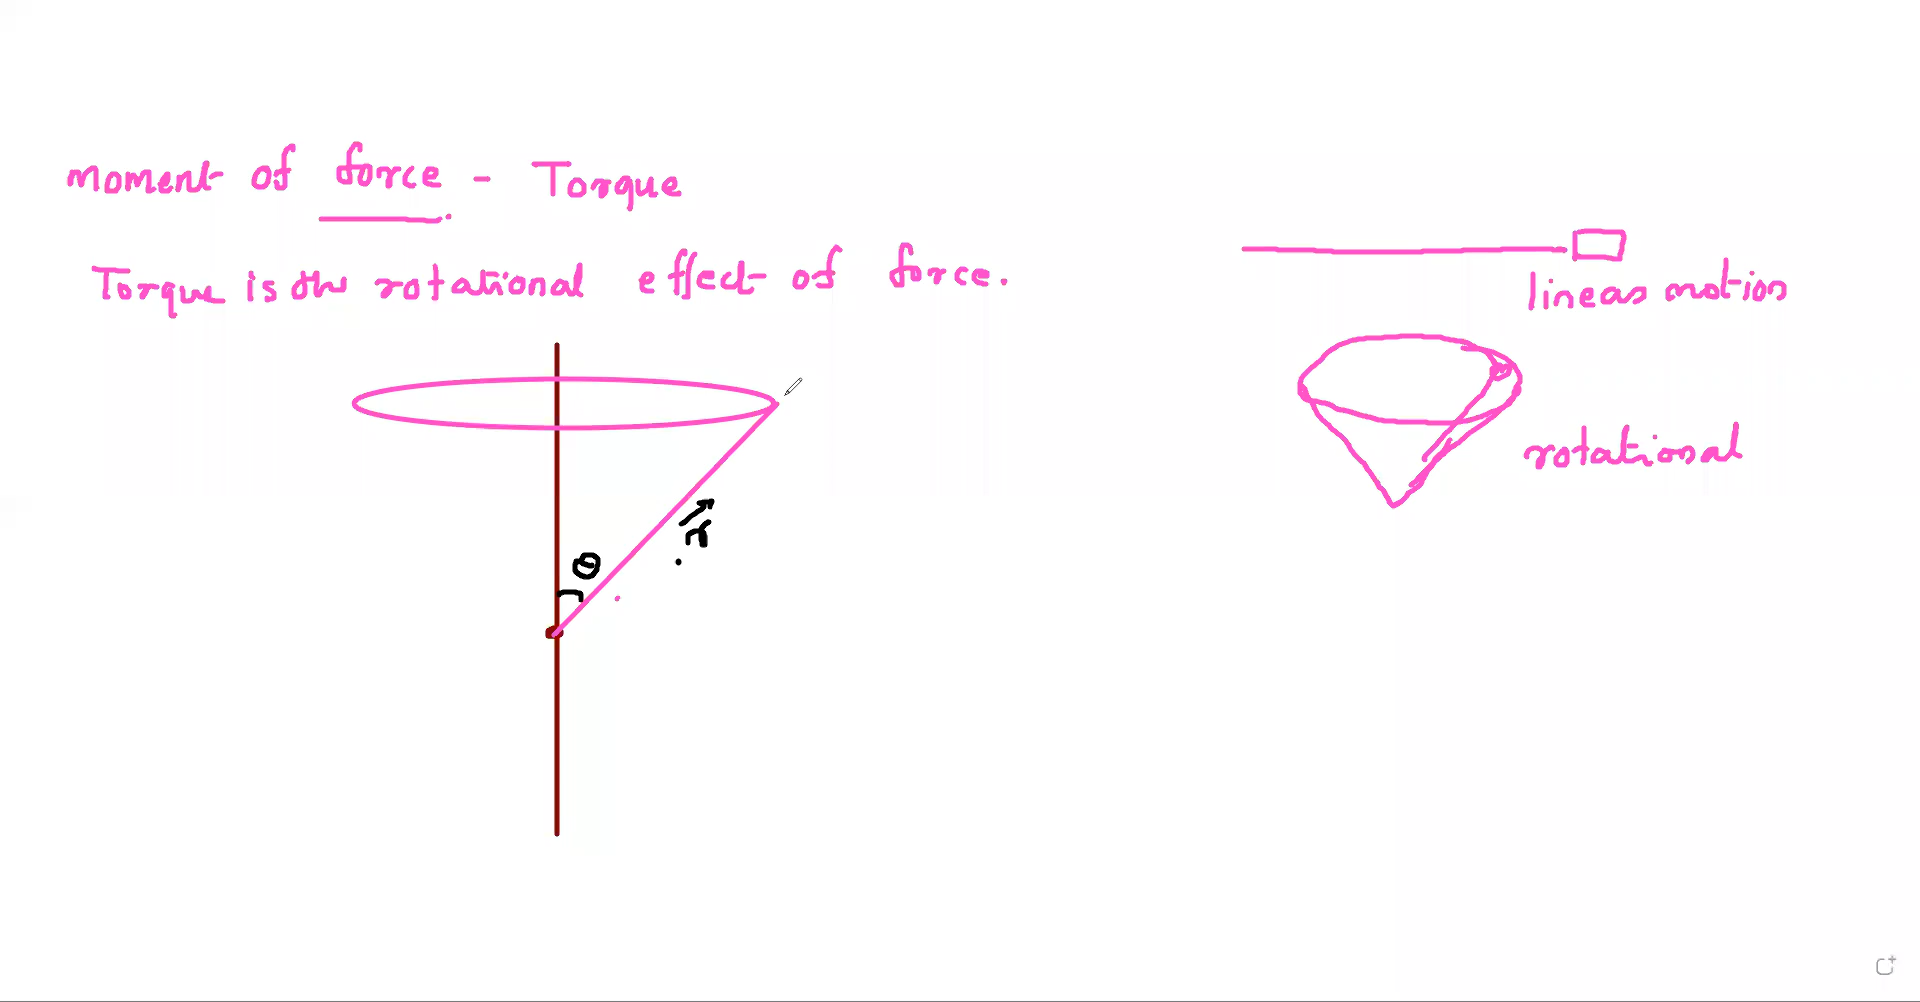 moment of force - Torque
Torque is the rotational effect of force.
linear motion
rotational
θ
r